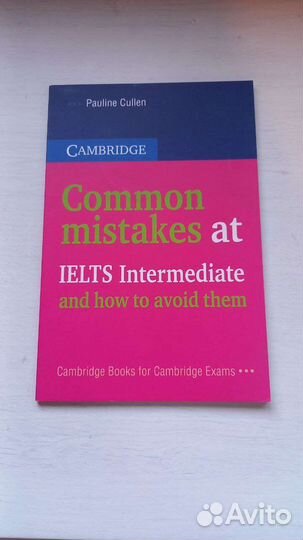 Pauline Cullen
CAMBRIDGE
Common
mistakes at
IELTS Intermediate
and how to avoid them
Cambridge Books for Cambridge Exams •••
Avito